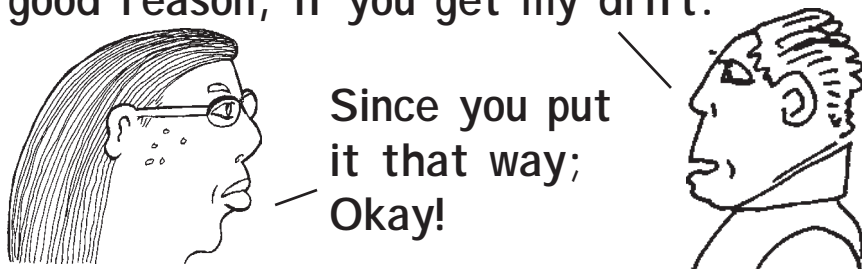 good reason, if you get my drift.
Since you put
it that way;
Okay!